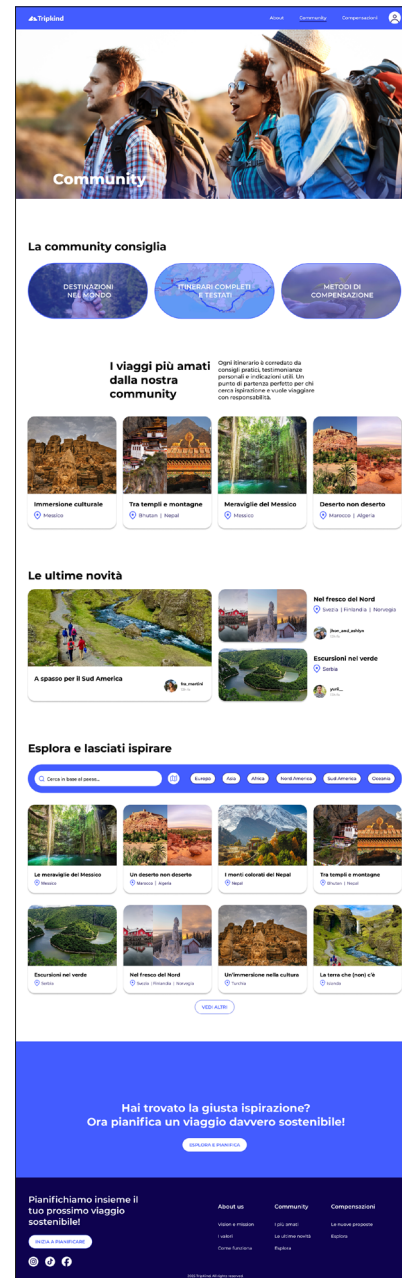 Tripkind
About
Community
Compensazioni
Community
La community consiglia
DESTINAZIONI
NEL MONDO
ITINERARI COMPLETI
E TESTATI
METODI DI
COMPENSAZIONE
I viaggi più amati
dalla nostra
community
Ogni itinerario è corredato da
consigli pratici, testimonianze
personali e indicazioni utili. Un
punto di partenza perfetto per chi
cerca ispirazione e vuole viaggiare
con responsabilità.
Immersione culturale
Messico
Tra templi e montagne
Bhutan | Nepal
Meraviglie del Messico
Messico
Deserto non deserto
Marocco | Algeria
Le ultime novità
A spasso per il Sud America
Nel fresco del Nord
Svezia | Finlandia | Norvegia
jhon_and_ashlyn
Escursioni nel verde
Serbia
Esplora e lasciati ispirare
Cerca in base al paese...
Europa
Asia
Africa
Nord America
Sud America
Oceania
Le meraviglie del Messico
Messico
Un deserto non deserto
Marocco | Algeria
I monti colorati del Nepal
Nepal
Tra templi e montagne
Bhutan | Nepal
Escursioni nel verde
Serbia
Nel fresco del Nord
Svezia | Finlandia | Norvegia
Un'immersione nella cultura
Turchia
La terra che (non) c'è
Islanda
VEDI ALTRI
Hai trovato la giusta ispirazione?
Ora pianifica un viaggio davvero sostenibile!
ESPLORA E PIANIFICA
Pianifichiamo insieme il
tuo prossimo viaggio
sostenibile!
INIZIA A PIANIFICARE
About us
Vision e mission
I valori
Come funziona
Community
I più amati
Le ultime novità
Esplora
Compensazioni
Le nuove proposte
Esplora